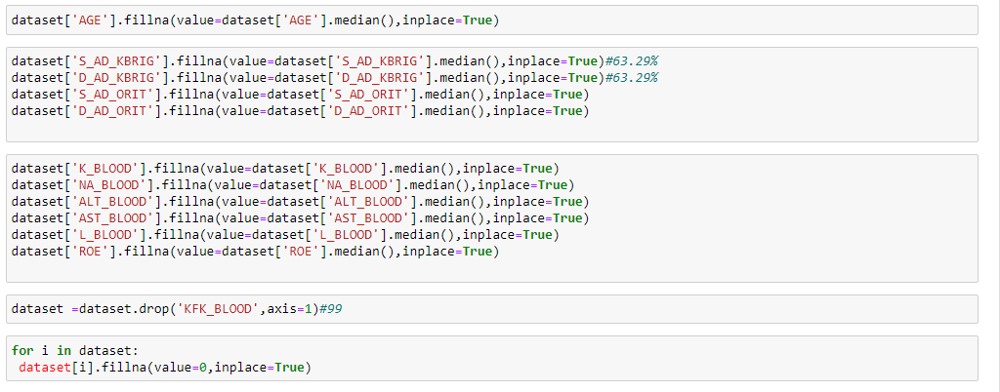 dataset['AGE'].fillna(value=dataset['AGE'].median(),inplace=True)
dataset['S_AD_KBRIG'].fillna(value=dataset['S_AD_KBRIG'].median(),inplace=True)#63.29%
dataset['D_AD_KBRIG'].fillna(value=dataset['D_AD_KBRIG'].median(),inplace=True)#63.29%
dataset['S_AD_ORIT'].fillna(value=dataset['S_AD_ORIT'].median(),inplace=True)
dataset['D_AD_ORIT'].fillna(value=dataset['D_AD_ORIT'].median(),inplace=True)
dataset['K_BLOOD'].fillna(value=dataset['K_BLOOD'].median(),inplace=True)
dataset['NA_BLOOD'].fillna(value=dataset['NA_BLOOD'].median(),inplace=True)
dataset['ALT_BLOOD'].fillna(value=dataset['ALT_BLOOD'].median(),inplace=True)
dataset['AST_BLOOD'].fillna(value=dataset['AST_BLOOD'].median(),inplace=True)
dataset['L_BLOOD'].fillna(value=dataset['L_BLOOD'].median(),inplace=True)
dataset['ROE'].fillna(value=dataset['ROE'].median(),inplace=True)
dataset =dataset.drop('KFK_BLOOD',axis=1)#99
for i in dataset:
 dataset[i].fillna(value=0,inplace=True)